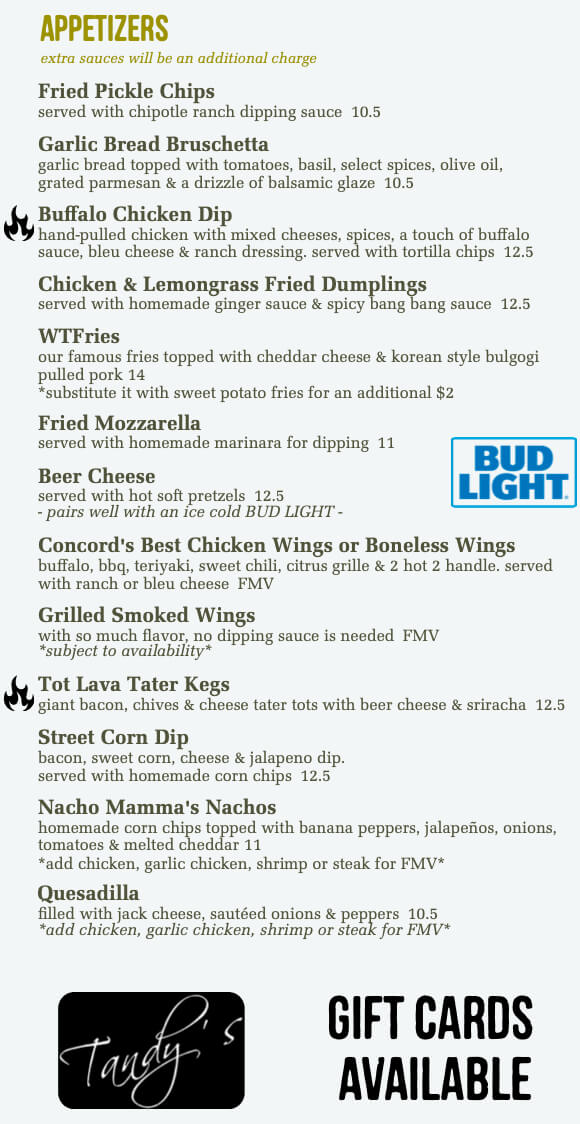 APPETIZERS
extra sauces will be an additional charge
Fried Pickle Chips
served with chipotle ranch dipping sauce 10.5
Garlic Bread Bruschetta
garlic bread topped with tomatoes, basil, select spices, olive oil,
grated parmesan & a drizzle of balsamic glaze 10.5
Buffalo Chicken Dip
hand-pulled chicken with mixed cheeses, spices, a touch of buffalo
sauce, bleu cheese & ranch dressing. served with tortilla chips 12.5
Chicken & Lemongrass Fried Dumplings
served with homemade ginger sauce & spicy bang bang sauce 12.5
WTFries
our famous fries topped with cheddar cheese & korean style bulgogi
pulled pork 14
*substitute it with sweet potato fries for an additional $2
Fried Mozzarella
served with homemade marinara for dipping 11
BUD
LIGHT.
Beer Cheese
served with hot soft pretzels 12.5
- pairs well with an ice cold BUD LIGHT -
Concord's Best Chicken Wings or Boneless Wings
buffalo, bbq, teriyaki, sweet chili, citrus grille & 2 hot 2 handle. served
with ranch or bleu cheese FMV
Grilled Smoked Wings
with so much flavor, no dipping sauce is needed FMV
*subject to availability*
Tot Lava Tater Kegs
giant bacon, chives & cheese tater tots with beer cheese & sriracha 12.5
Street Corn Dip
bacon, sweet corn, cheese & jalapeno dip.
served with homemade corn chips 12.5
Nacho Mamma's Nachos
homemade corn chips topped with banana peppers, jalapeños, onions,
tomatoes & melted cheddar 11
*add chicken, garlic chicken, shrimp or steak for FMV*
Quesadilla
filled with jack cheese, sautéed onions & peppers 10.5
*add chicken, garlic chicken, shrimp or steak for FMV*
Tandy's
GIFT CARDS
AVAILABLE